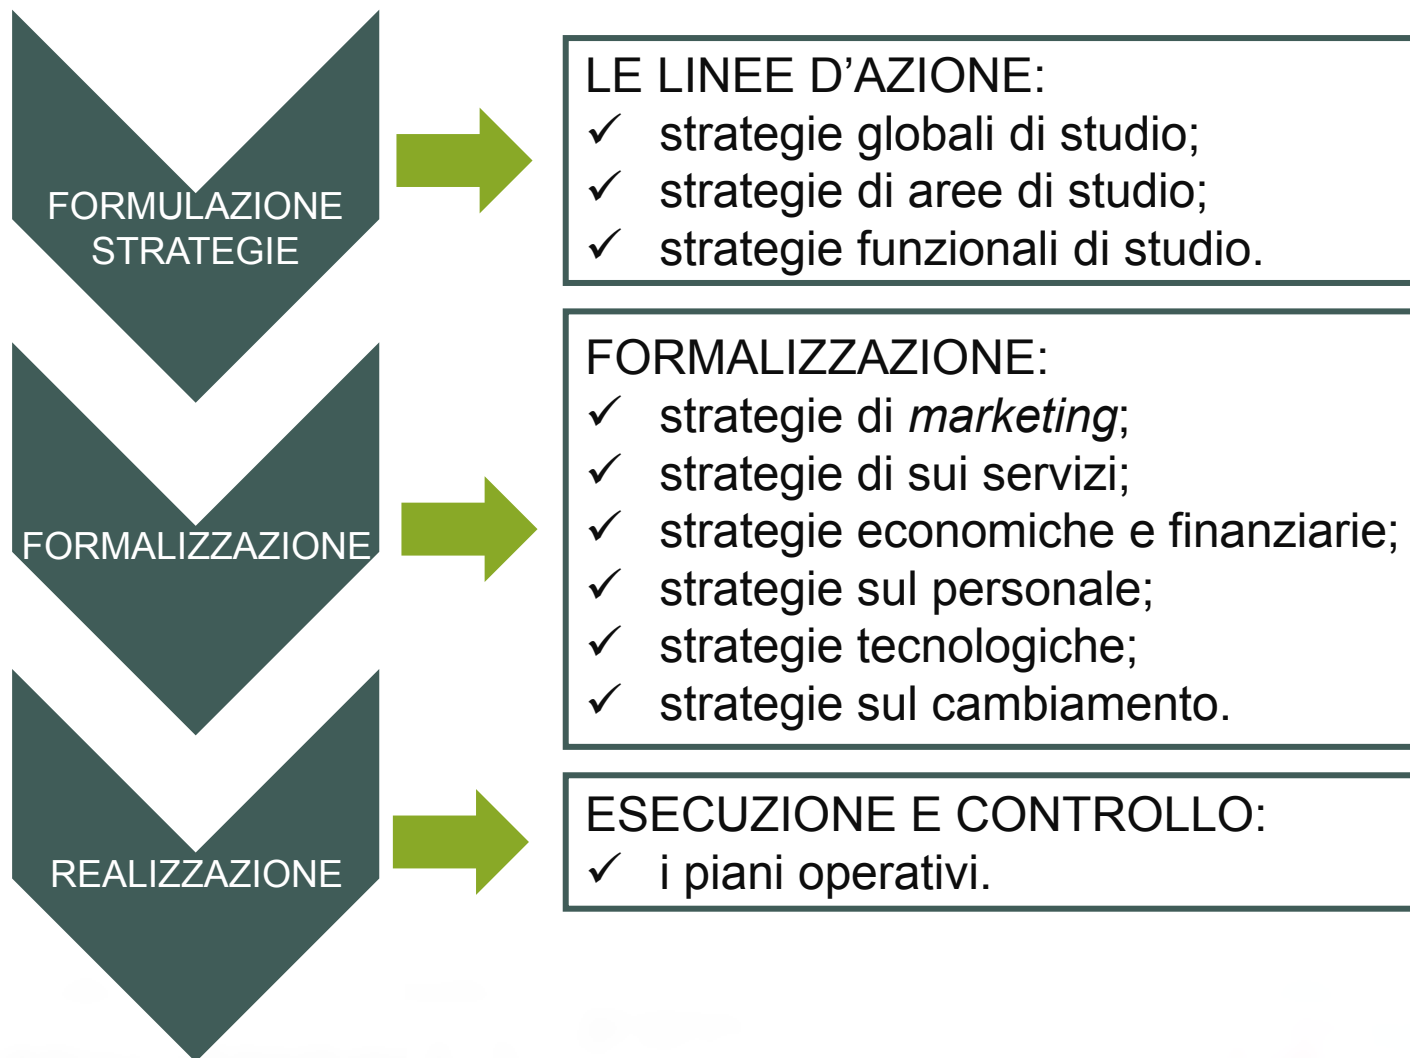 FORMULAZIONE
STRATEGIE
LE LINEE D’AZIONE:
✓ strategie globali di studio;
✓ strategie di aree di studio;
✓ strategie funzionali di studio.
FORMALIZZAZIONE
FORMALIZZAZIONE:
✓ strategie di marketing;
✓ strategie di sui servizi;
✓ strategie economiche e finanziarie;
✓ strategie sul personale;
✓ strategie tecnologiche;
✓ strategie sul cambiamento.
REALIZZAZIONE
ESECUZIONE E CONTROLLO:
✓ i piani operativi.